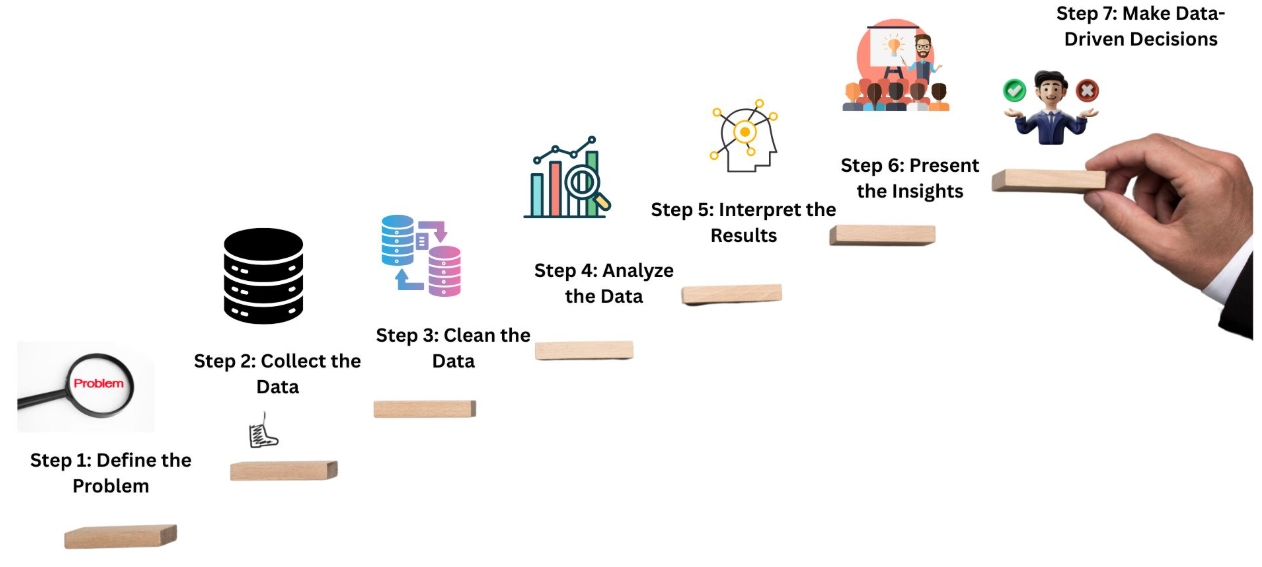 Problem
Step 1: Define the
Problem
Step 2: Collect the
Data
Step 3: Clean the
Data
Step 4: Analyze
the Data
Step 5: Interpret the
Results
Step 6: Present
the Insights
Step 7: Make Data-
Driven Decisions